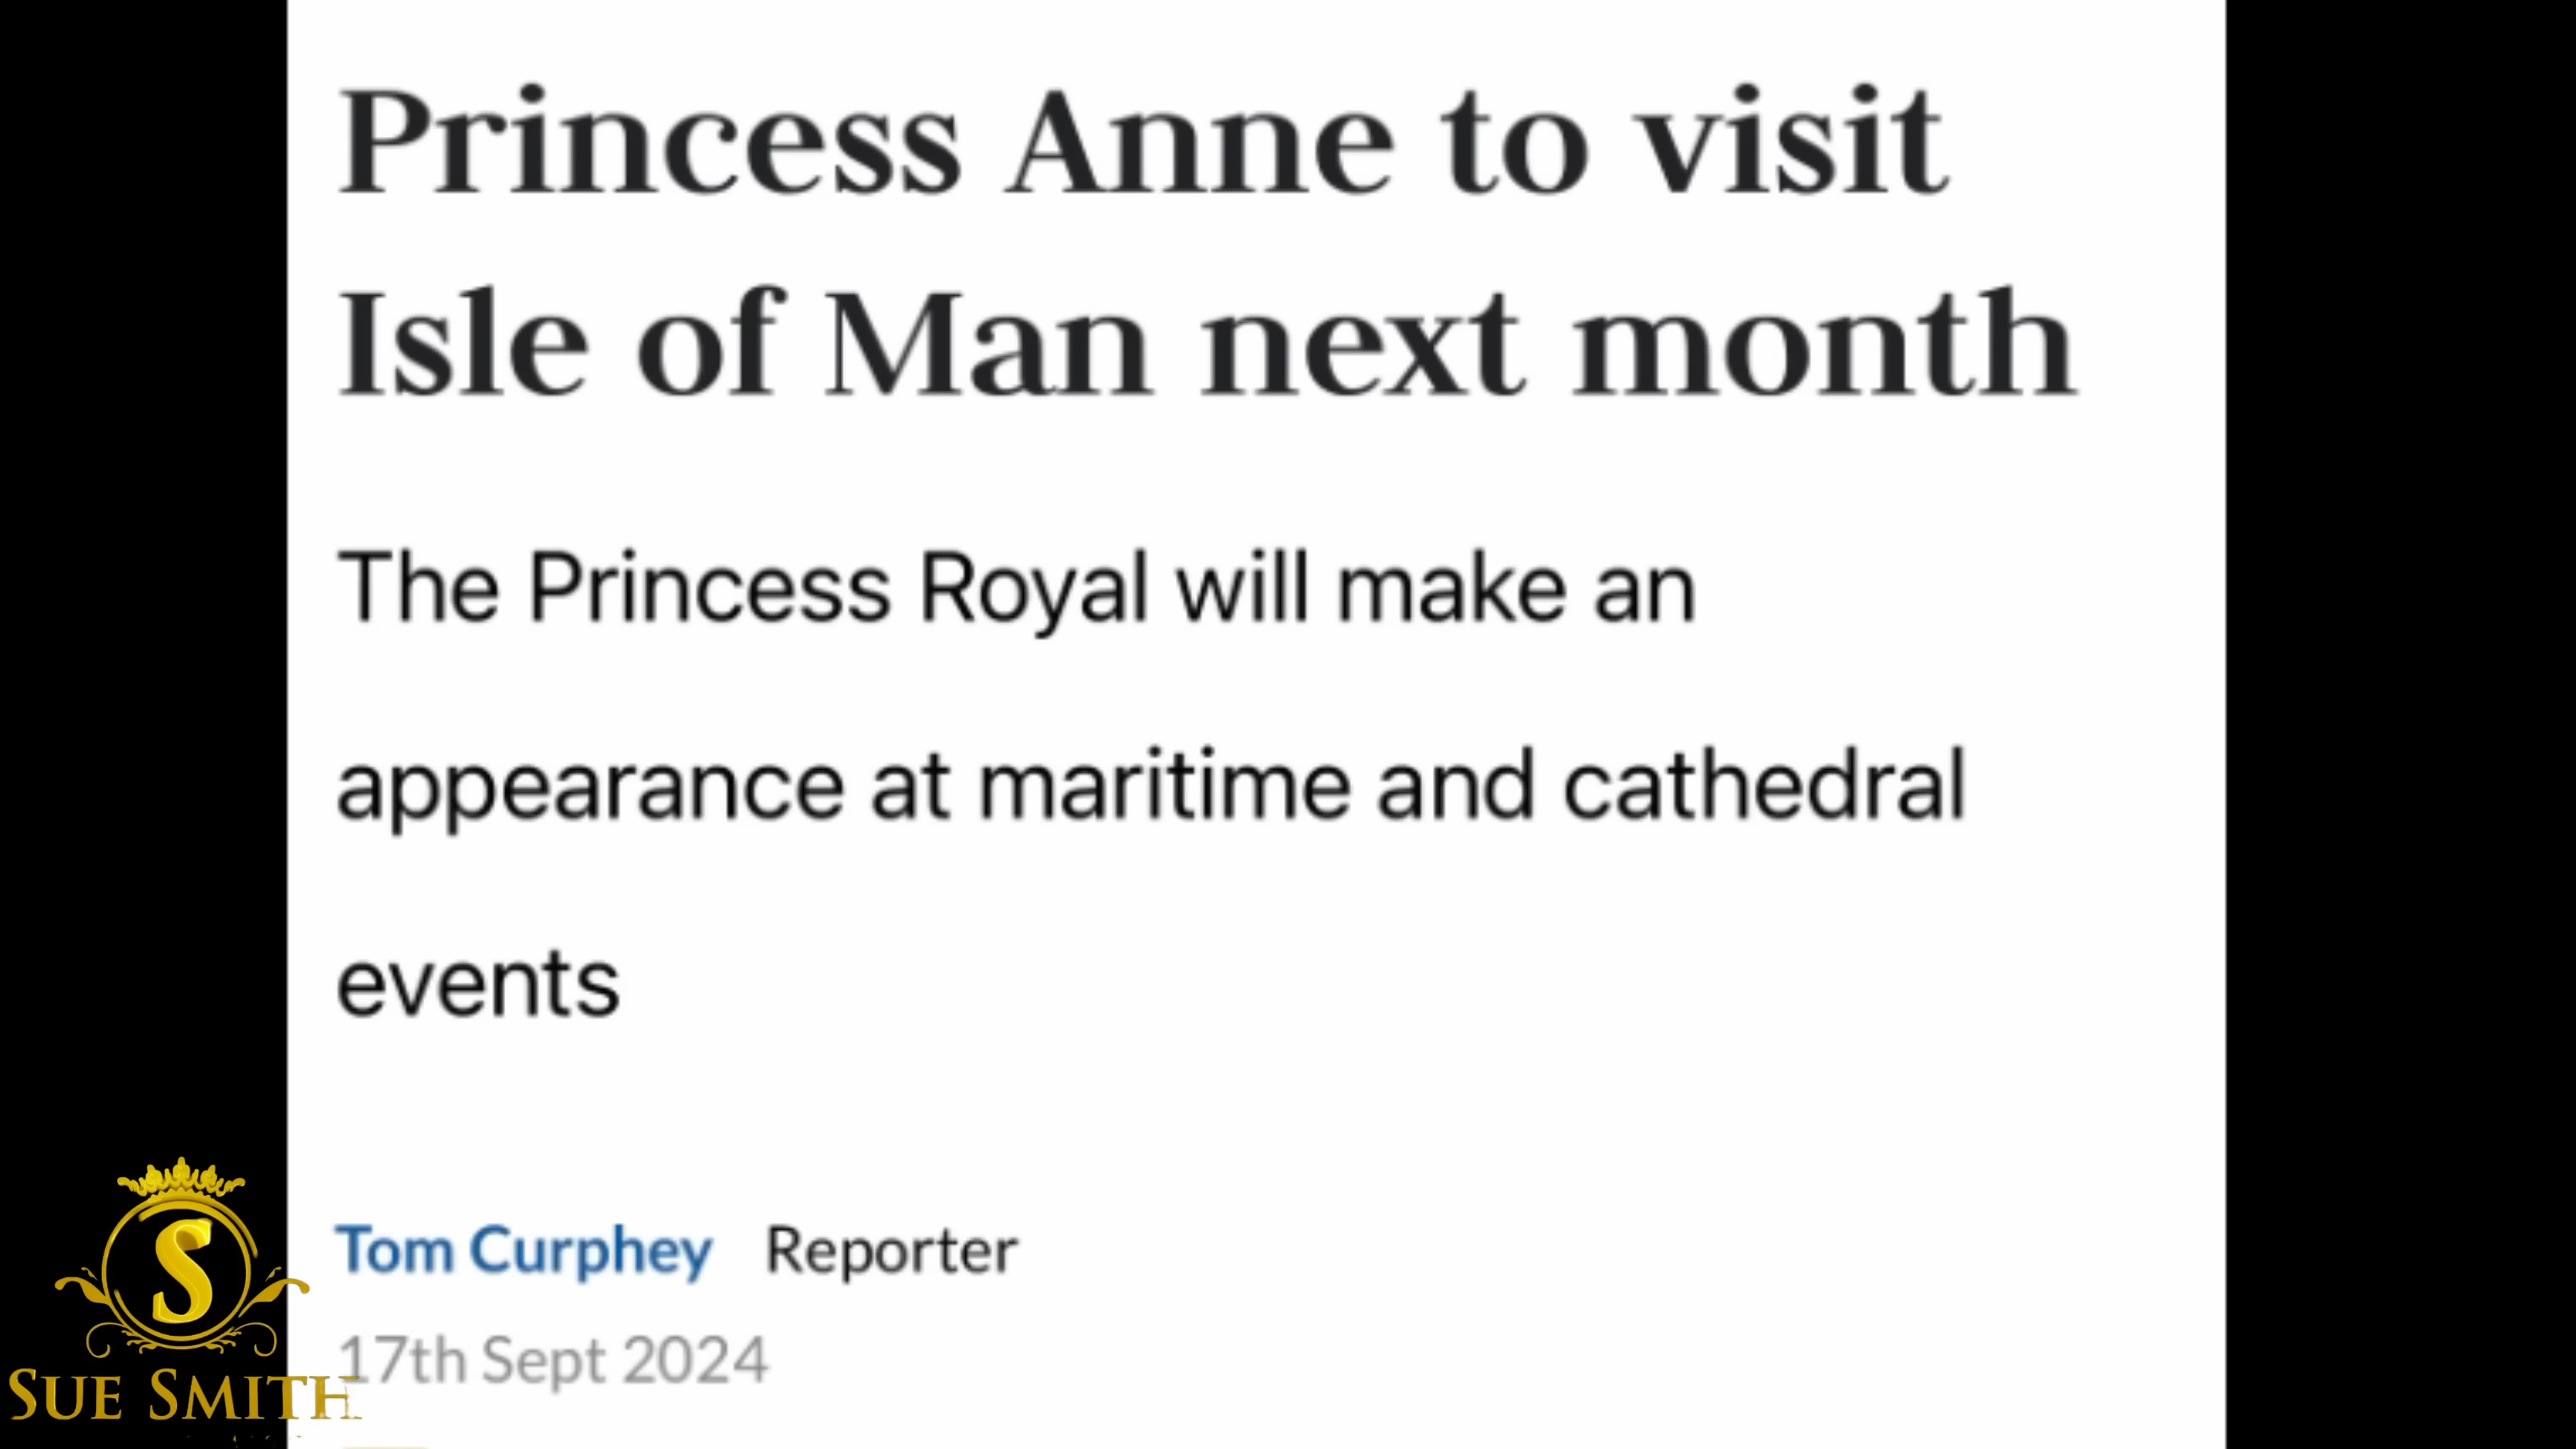 Princess Anne to visit
Isle of Man next month
The Princess Royal will make an
appearance at maritime and cathedral
events
Tom Curphey Reporter
17th Sept 2024
S
SUE SMITH